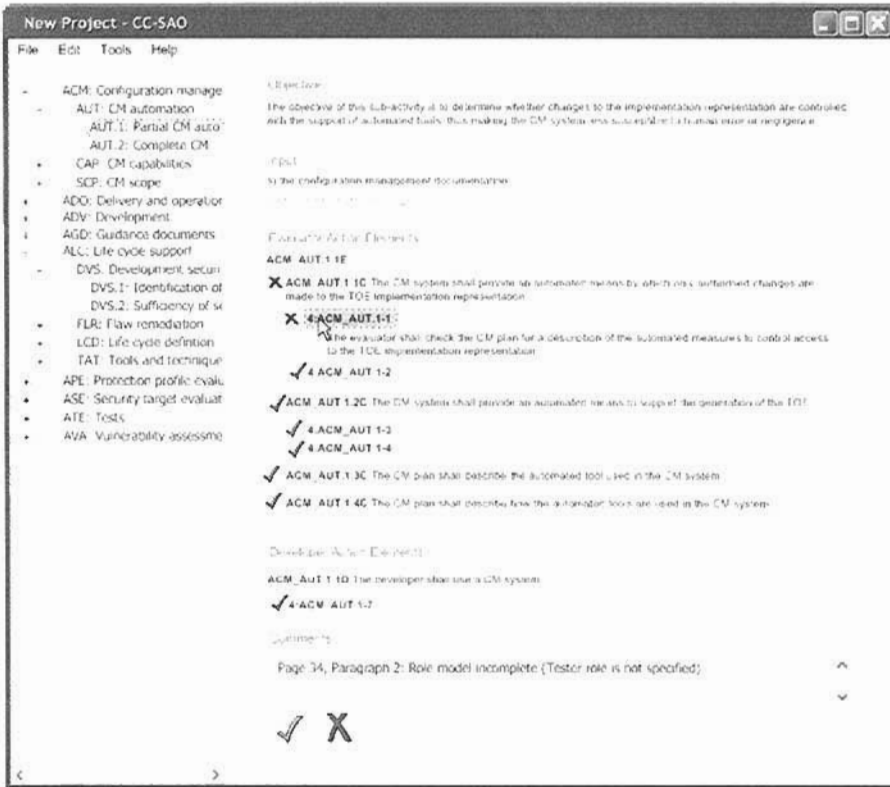 New Project - CC-SAO
File Edit Tools Help
ACM: Configuration manage
AUT: CM automation
AUT.1: Partial CM auto
AUT.2: Complete CM
CAP: CM capabilities
SCP: CM scope
ADO: Delivery and operation
ADV: Development
AGD: Guidance documents
ALC: Life cycle support
DVS: Development securi
DVS.1: Identification of
DVS.2: Sufficiency of se
FLR: Flaw remediation
LCD: Life cycle definition
TAT: Tools and technique
APE: Protection profile evalu
ASE: Security target evaluat
ATE: Tests
AVA: Vulnerability assessme
Objective
The objective of this sub-activity is to determine whether changes to the implementation representation are controlled
with the support of automated tools, thus making the CM system less susceptible to human error or negligence
Input
the configuration management documentation
Evaluator Action Elements
ACM_AUT.1.1E
ACM_AUT.1.1C The CM system shall provide an automated means by which only authorised changes are
made to the TOE implementation representation
4:ACM_AUT.1-1
The evaluator shall check the CM plan for a description of the automated measures to control access
to the TOE implementation representation
4:ACM_AUT.1-2
ACM_AUT.1.2C The CM system shall provide an automated means to support the generation of the TOE
4:ACM_AUT.1-3
4:ACM_AUT.1-4
ACM_AUT.1.3C The CM plan shall describe the automated tool used in the CM system
ACM_AUT.1.4C The CM plan shall describe how the automated tools are used in the CM system
Developer Action Elements
ACM_AUT.1.1D The developer shall use a CM system
4:ACM_AUT.1-7
Comments
Page 34, Paragraph 2: Role model incomplete (Tester role is not specified)